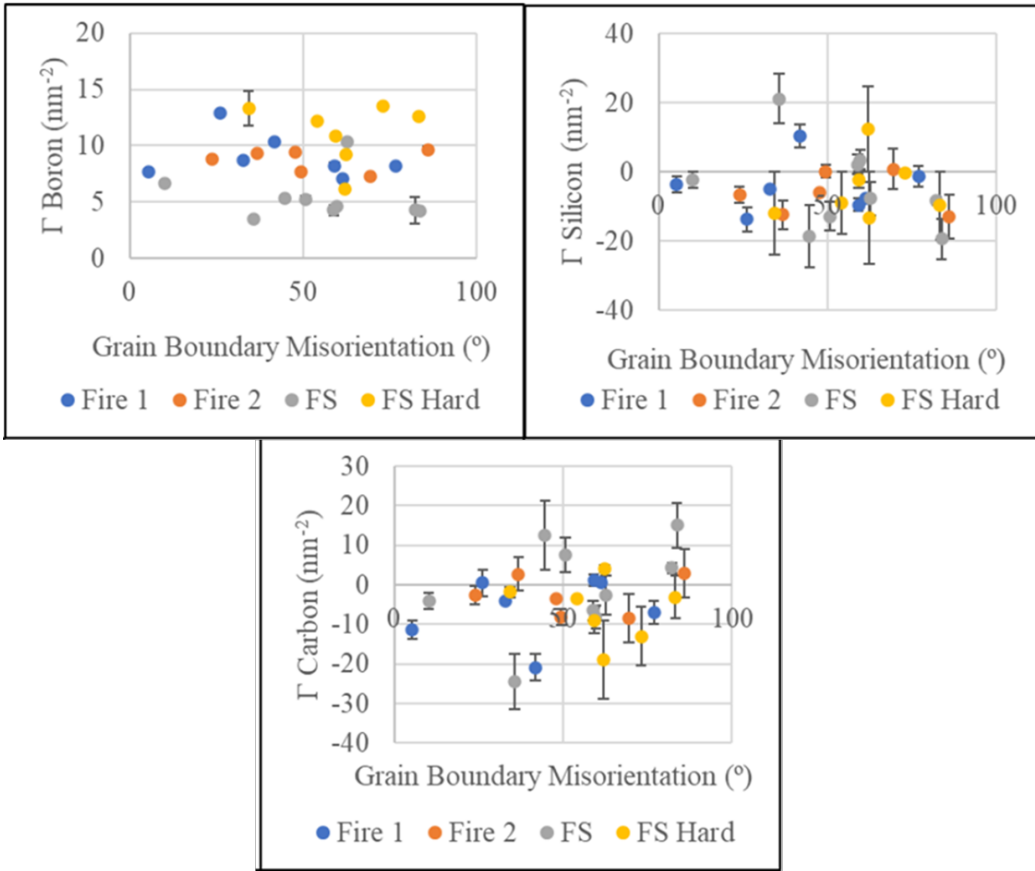 20
15
10
5
0
0 50 100
Γ Boron (nm-2)
Grain Boundary Misorientation (º)
Fire 1 Fire 2 FS FS Hard
40
20
0
-20
-40
0 50 100
Γ Silicon (nm-2)
Grain Boundary Misorientation (º)
Fire 1 Fire 2 FS FS Hard
30
20
10
0
-10
-20
-30
-40
0 50 100
Γ Carbon (nm-2)
Grain Boundary Misorientation (º)
Fire 1 Fire 2 FS FS Hard